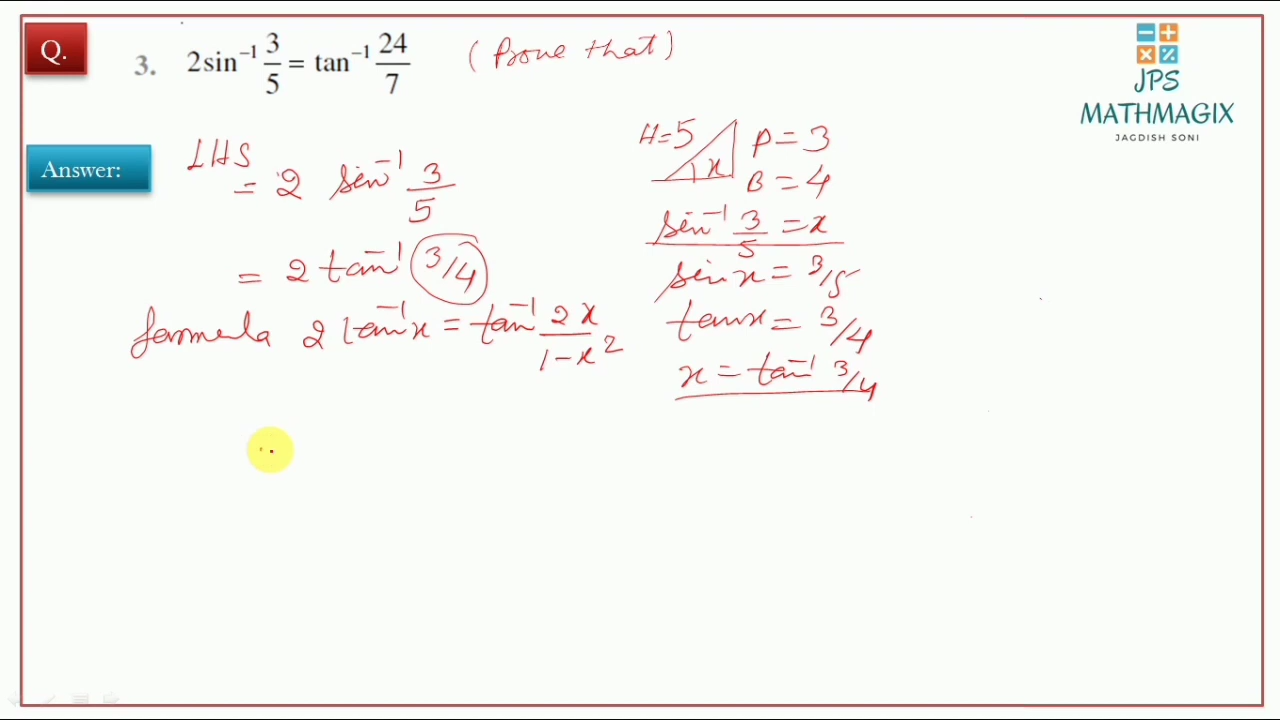 Q.
3. 2sin⁻¹ 3/5 = tan⁻¹ 24/7 (Prove that)
JPS
MATHMAGIX
JAGDISH SONI
Answer:
LHS
= 2 sin⁻¹ 3/5
= 2 tan⁻¹ 3/4
formula 2 tan⁻¹x = tan⁻¹ 2x/1-x²
H=5 x P=3
B=4
sin⁻¹ 3/5 = x
sin x = 3/5
tan x = 3/4
x = tan⁻¹ 3/4